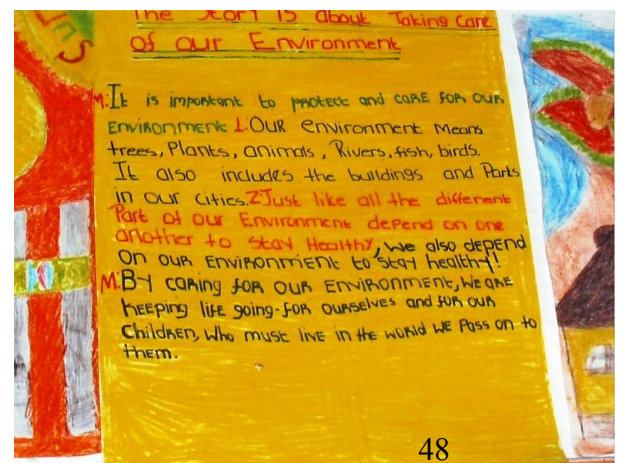 The Story IS about Taking Care
of our Environment
M: It is important to protect and care for our
Environment 1. Our environment Means
trees, Plants, animals, Rivers, fish, birds.
It also includes the buildings and Parks
in our Cities. 2 Just like all the different
Part of our Environment depend on one
another to stay Healthy, we also depend
on our Environment to stay healthy!
M: By caring for our Environment, we are
keeping life going-for ourselves and for our
Children, who must live in the world we Pass on to
them.
48